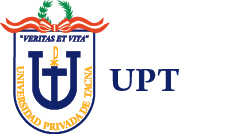 "VERITAS ET VITA"
UNIVERSIDAD PRIVADA DE TACNA
UPT